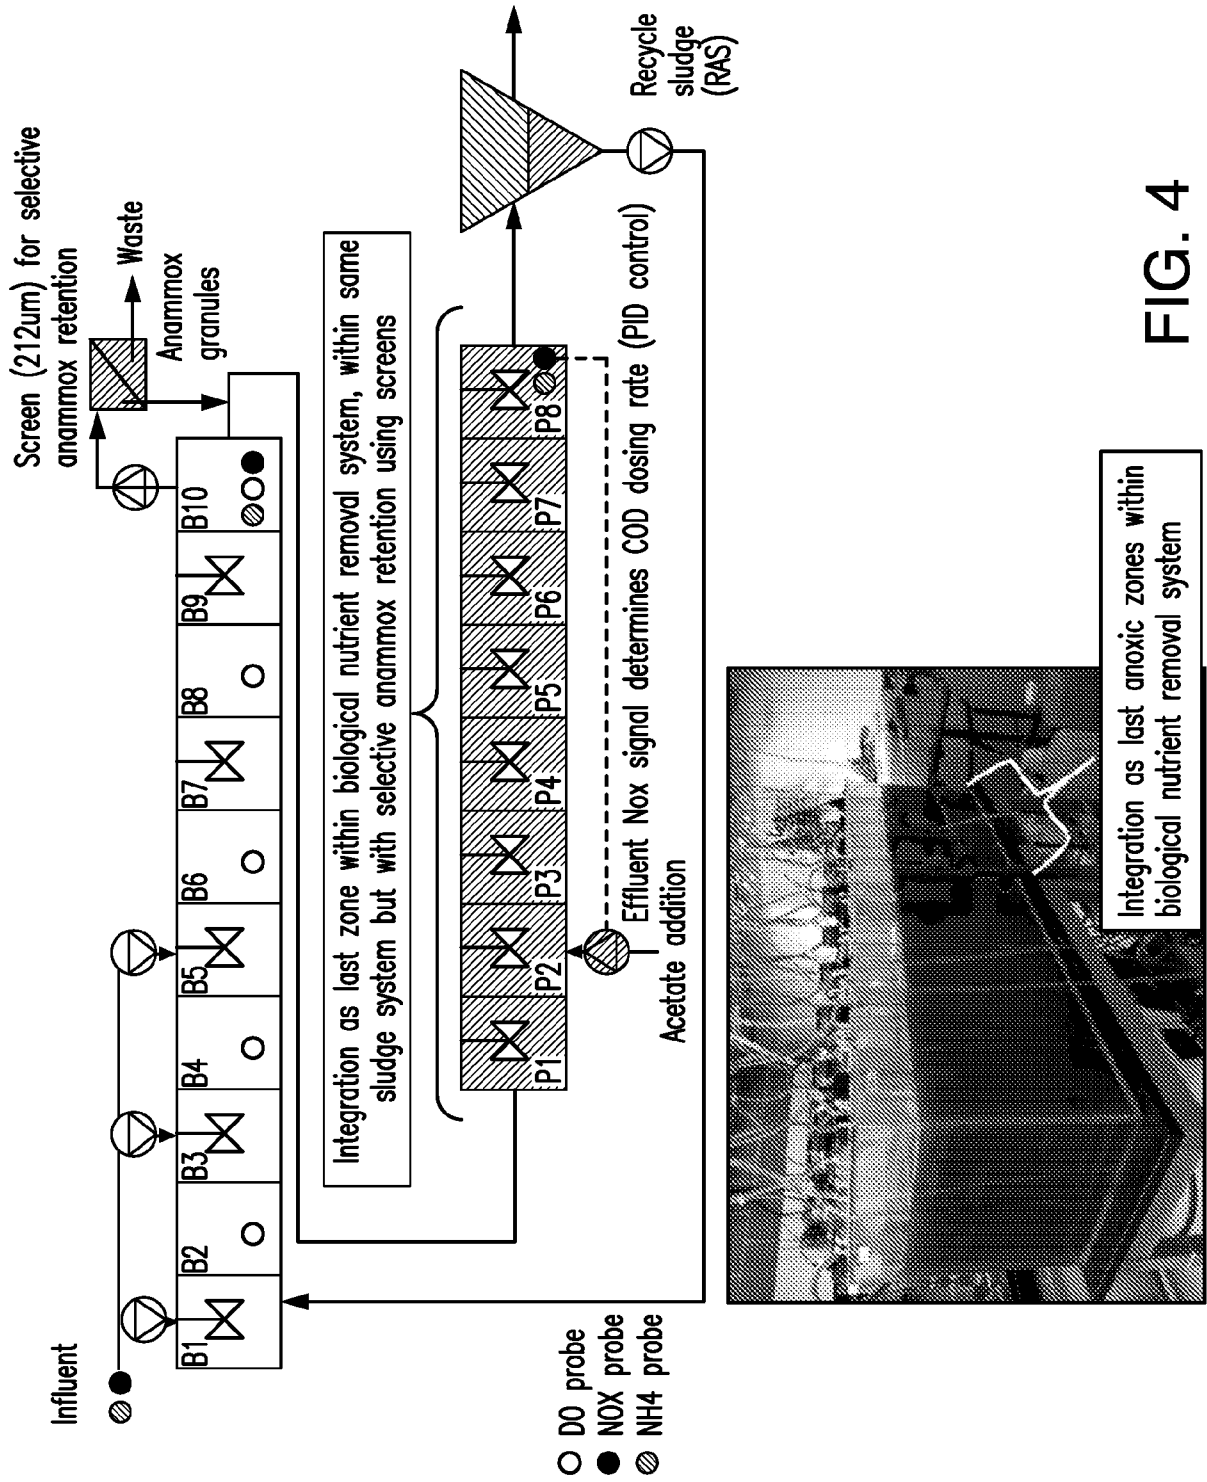 Influent
Screen (212um) for selective
anammox retention
Waste
Anammox
granules
B1
B2
B3
B4
B5
B6
B7
B8
B9
B10
Integration as last zone within biological nutrient removal system, within same
sludge system but with selective anammox retention using screens
P1
P2
P3
P4
P5
P6
P7
P8
Effluent Nox signal determines COD dosing rate (PID control)
Acetate addition
Recycle
sludge
(RAS)
DO probe
NOX probe
NH4 probe
Integration as last anoxic zones within
biological nutrient removal system
FIG. 4